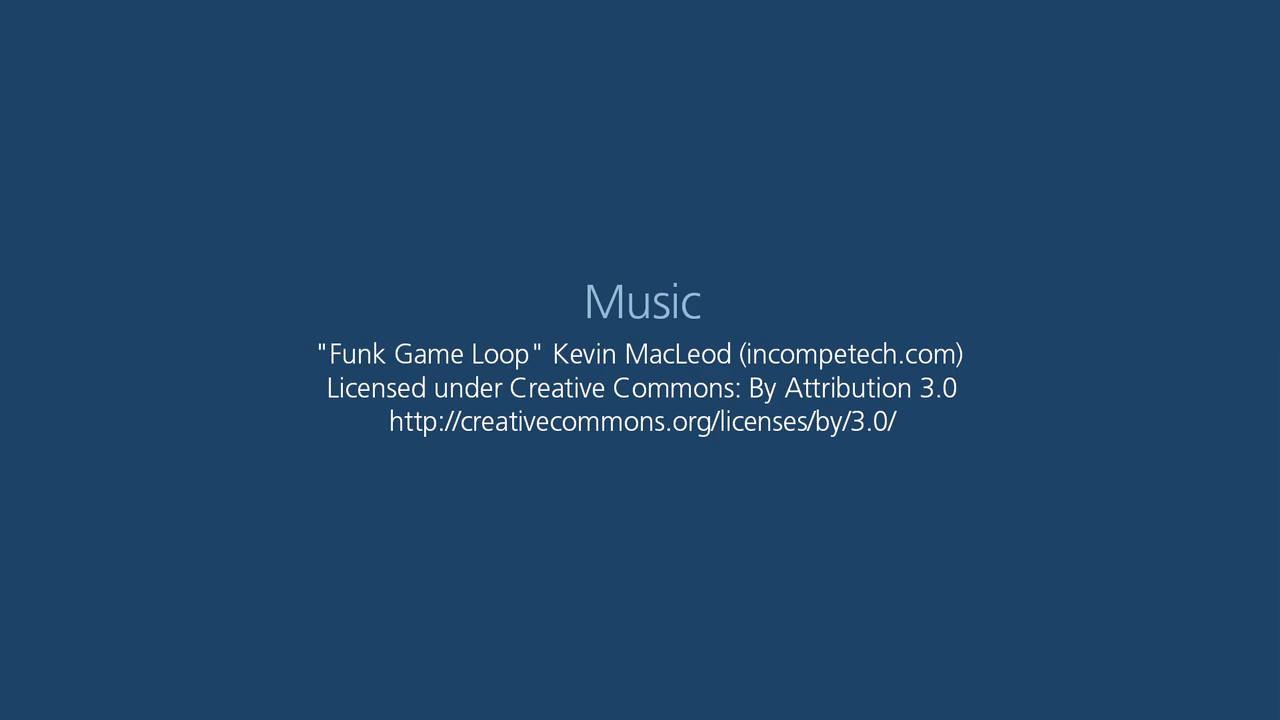 Music
"Funk Game Loop" Kevin MacLeod (incompetech.com)
Licensed under Creative Commons: By Attribution 3.0
http://creativecommons.org/licenses/by/3.0/